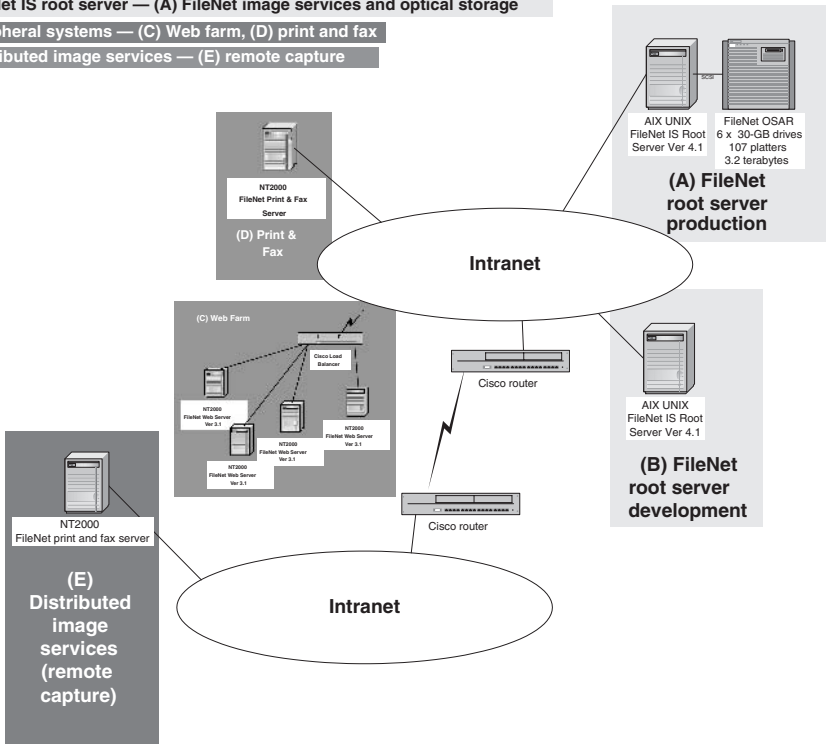 IS root server — (A) FileNet image services and optical storage
systems — (C) Web farm, (D) print and fax
image services — (E) remote capture
SCSI
AIX UNIX
FileNet IS Root
Server Ver 4.1
FileNet OSAR
6 x 30-GB drives
107 platters
3.2 terabytes
(A) FileNet
root server
production
NT2000
FileNet Print & Fax
Server
(D) Print &
Fax
Intranet
(C) Web Farm
Cisco Load
Balancer
NT2000
FileNet Web Server
Ver 3.1
NT2000
FileNet Web Server
Ver 3.1
NT2000
FileNet Web Server
Ver 3.1
NT2000
FileNet Web Server
Ver 3.1
Cisco router
AIX UNIX
FileNet IS Root
Server Ver 4.1
(B) FileNet
root server
development
Cisco router
NT2000
FileNet print and fax server
(E)
Distributed
image
services
(remote
capture)
Intranet